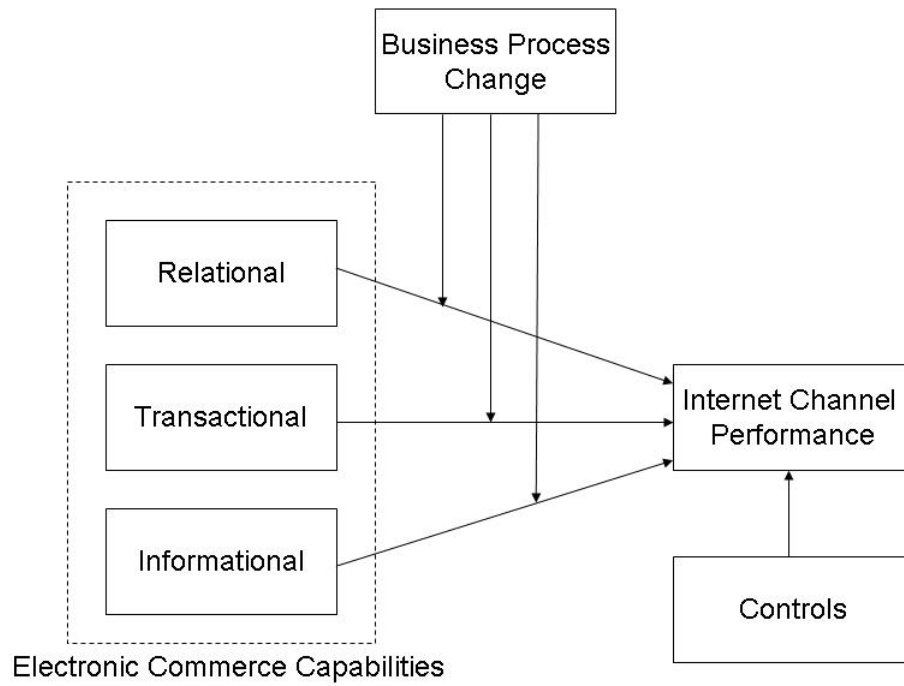 Business Process
Change
Relational
Transactional
Internet Channel
Performance
Informational
Controls
Electronic Commerce Capabilities